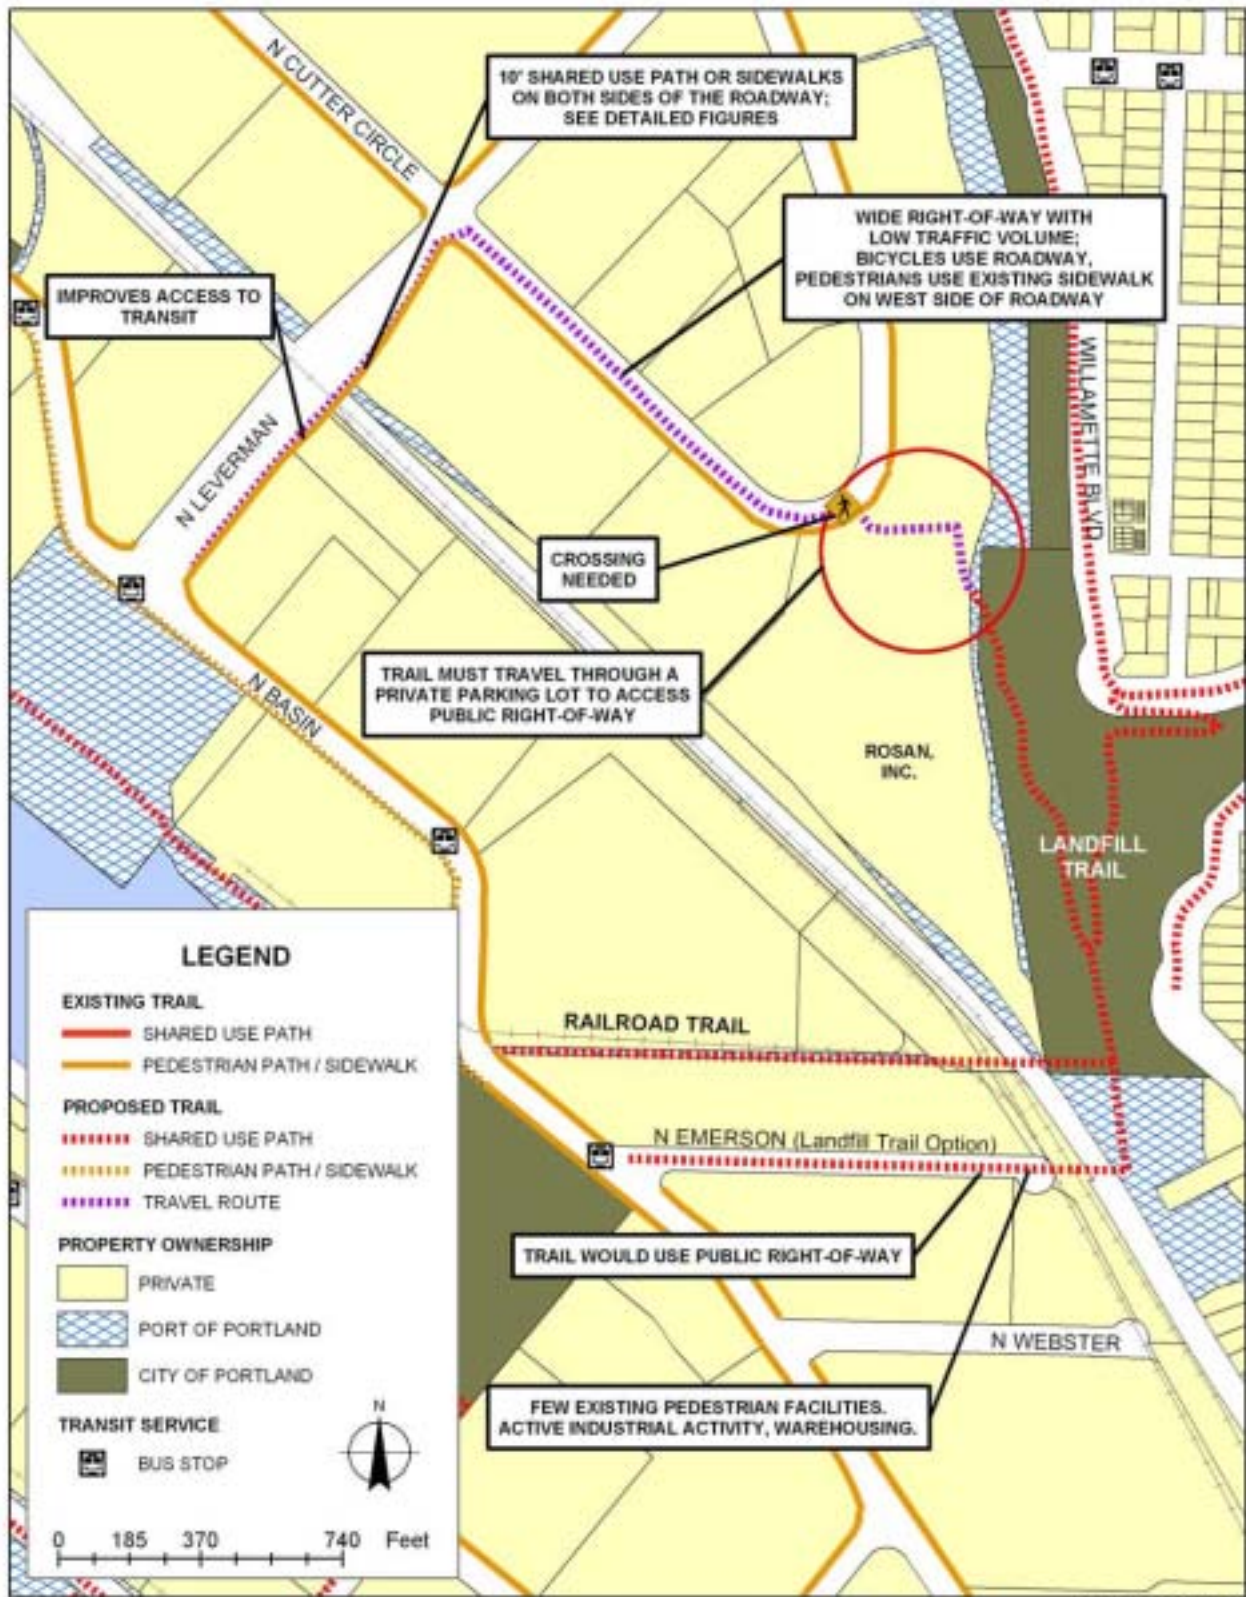 N CUTTER CIRCLE
10' SHARED USE PATH OR SIDEWALKS
ON BOTH SIDES OF THE ROADWAY;
SEE DETAILED FIGURES
WIDE RIGHT-OF-WAY WITH
LOW TRAFFIC VOLUME;
BICYCLES USE ROADWAY,
PEDESTRIANS USE EXISTING SIDEWALK
ON WEST SIDE OF ROADWAY
IMPROVES ACCESS TO
TRANSIT
WILLAMETTE BLVD
N LEVERMAN
CROSSING
NEEDED
TRAIL MUST TRAVEL THROUGH A
PRIVATE PARKING LOT TO ACCESS
PUBLIC RIGHT-OF-WAY
N BASIN
ROSAN,
INC.
LANDFILL
TRAIL
RAILROAD TRAIL
N EMERSON (Landfill Trail Option)
TRAIL WOULD USE PUBLIC RIGHT-OF-WAY
N WEBSTER
FEW EXISTING PEDESTRIAN FACILITIES.
ACTIVE INDUSTRIAL ACTIVITY, WAREHOUSING.
LEGEND
EXISTING TRAIL
SHARED USE PATH
PEDESTRIAN PATH / SIDEWALK
PROPOSED TRAIL
SHARED USE PATH
PEDESTRIAN PATH / SIDEWALK
TRAVEL ROUTE
PROPERTY OWNERSHIP
PRIVATE
PORT OF PORTLAND
CITY OF PORTLAND
TRANSIT SERVICE
BUS STOP
N
0 185 370 740 Feet